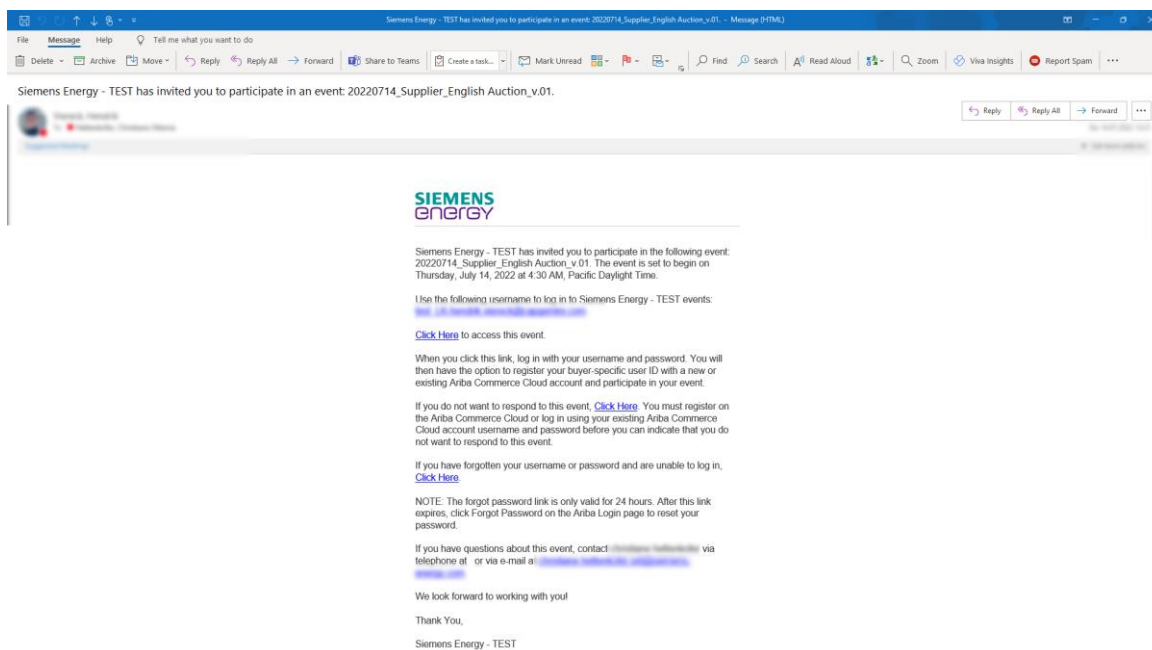 Siemens Energy - TEST has invited you to participate in an event: 20220714_Supplier_English Auction_v.01. - Message (HTML)
File Message Help Tell me what you want to do
Delete Archive Move Reply Reply All Forward Share to Teams Create a task... Mark Unread Find Search Read Aloud Zoom Viva Insights Report Spam
Siemens Energy - TEST has invited you to participate in an event: 20220714_Supplier_English Auction_v.01.
Reply Reply All Forward
SIEMENS
energy
Siemens Energy - TEST has invited you to participate in the following event:
20220714_Supplier_English Auction_v.01. The event is set to begin on
Thursday, July 14, 2022 at 4:30 AM, Pacific Daylight Time.
Use the following username to log in to Siemens Energy - TEST events:
Click Here to access this event.
When you click this link, log in with your username and password. You will
then have the option to register your buyer-specific user ID with a new or
existing Ariba Commerce Cloud account and participate in your event.
If you do not want to respond to this event, Click Here. You must register on
the Ariba Commerce Cloud or log in using your existing Ariba Commerce
Cloud account username and password before you can indicate that you do
not want to respond to this event.
If you have forgotten your username or password and are unable to log in,
Click Here.
NOTE: The forgot password link is only valid for 24 hours. After this link
expires, click Forgot Password on the Ariba Login page to reset your
password.
If you have questions about this event, contact via
telephone at or via e-mail a
We look forward to working with you!
Thank You,
Siemens Energy - TEST